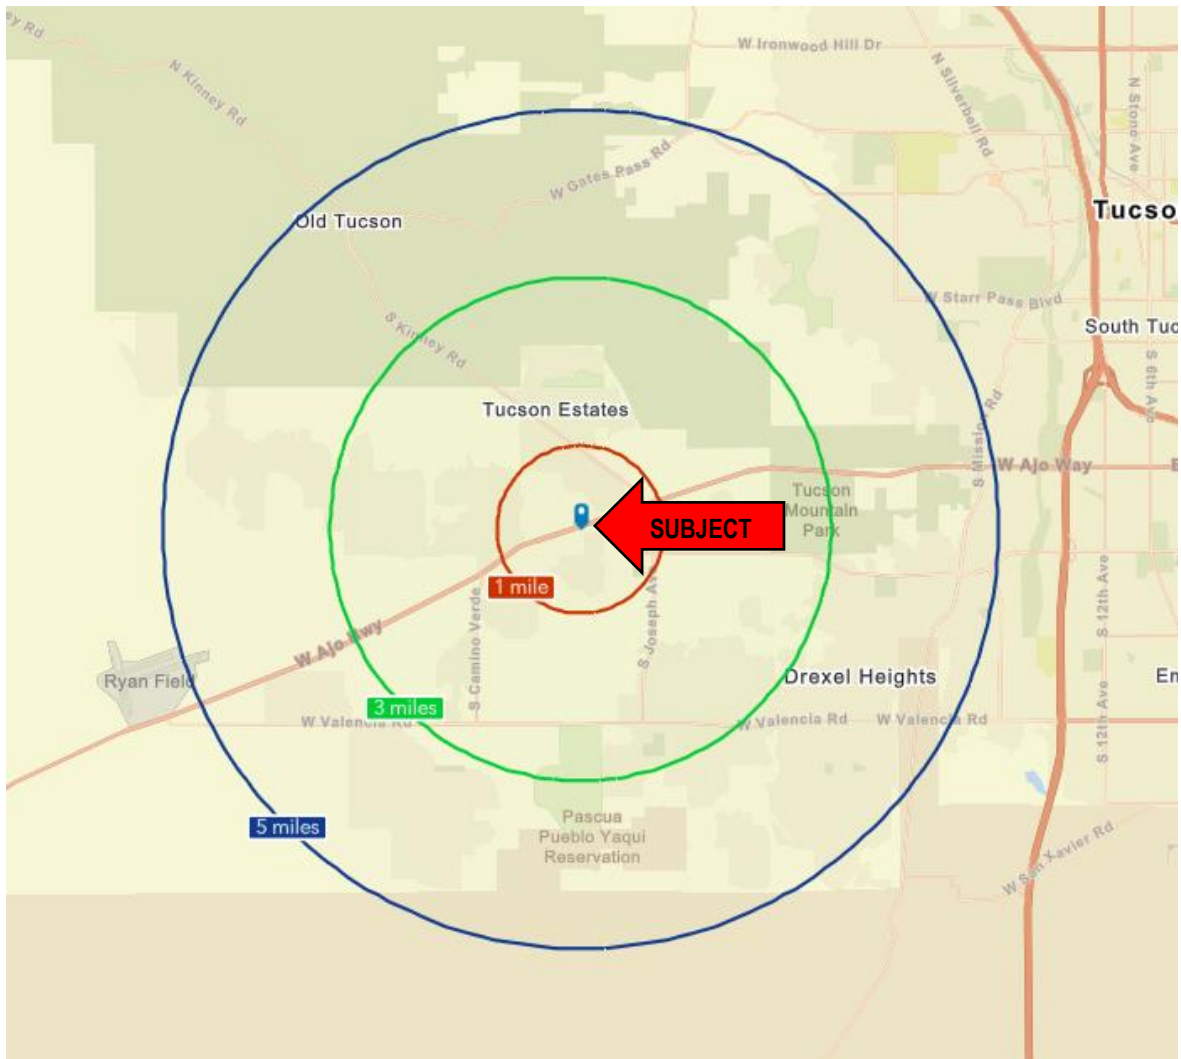 ey Rd
W Ironwood Hill Dr
N Kinney Rd
N Silverbell Rd
N Stone Ave
W Gates Pass Rd
Old Tucson
Tucso
W Starr Pass Blvd
South Tuc
S Kinney Rd
S 6th Ave
Tucson Estates
S Mission Rd
W Ajo Way
E
Tucson
Mountain
Park
SUBJECT
1 mile
S Camino Verde
S Joseph Av
S 12th Ave
W Ajo Hwy
Ryan Field
Drexel Heights
Em
3 miles
W Valencia Rd
W Valencia Rd
W Valencia Rd
S 12th Ave
5 miles
Pascua
Pueblo Yaqui
Reservation
W San Xavier Rd